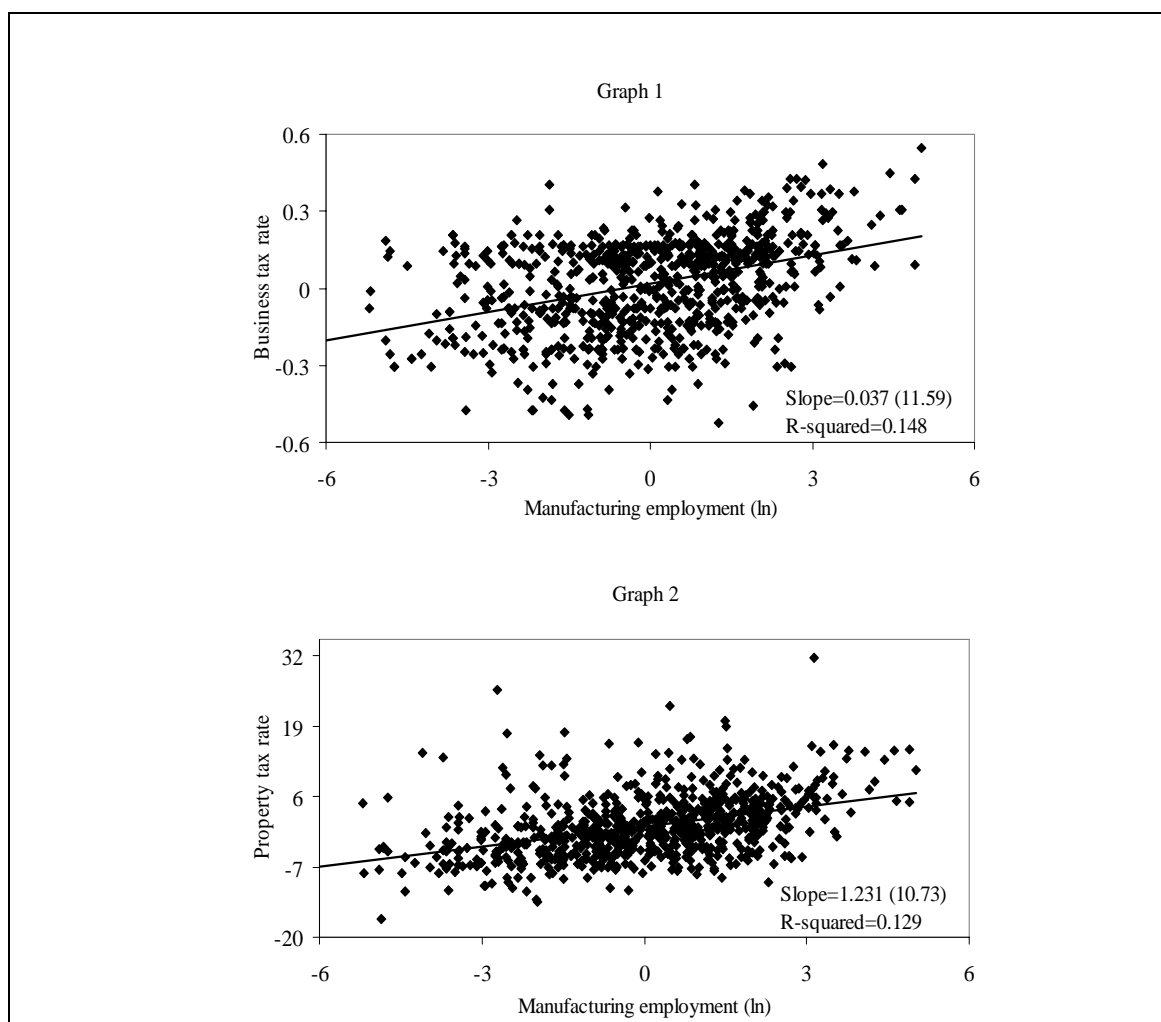 Graph 1
0.6
0.3
0
-0.3
-0.6
Business tax rate
Slope=0.037 (11.59)
R-squared=0.148
-6 -3 0 3 6
Manufacturing employment (ln)
Graph 2
32
19
6
-7
-20
Property tax rate
Slope=1.231 (10.73)
R-squared=0.129
-6 -3 0 3 6
Manufacturing employment (ln)